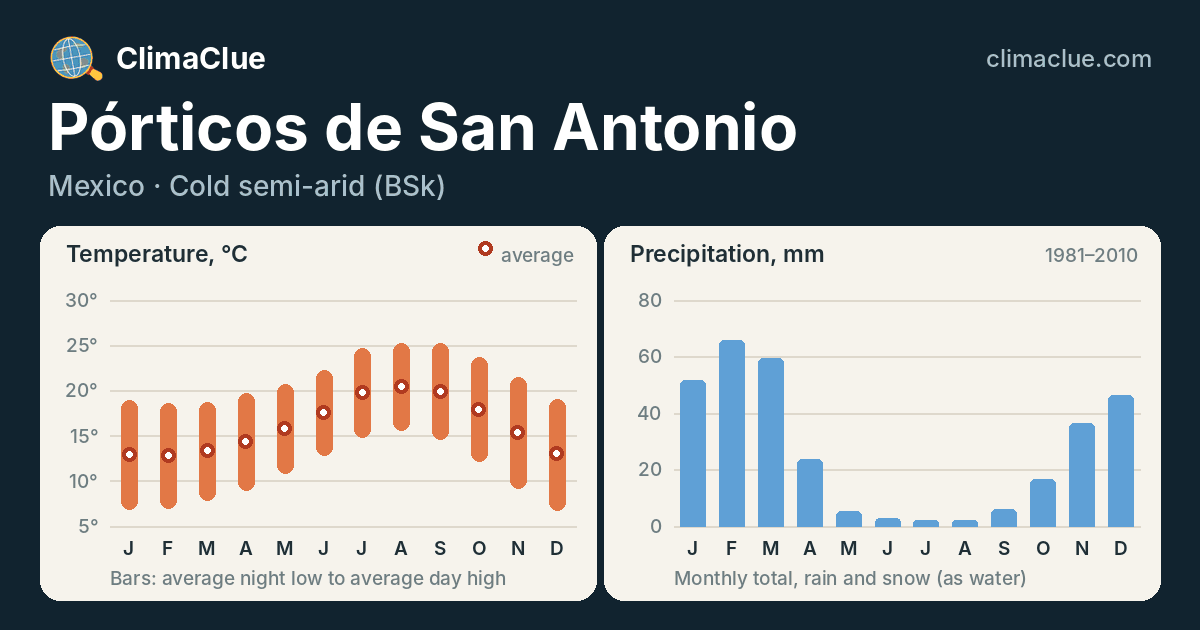 ClimaClue
climaclue.com
Pórticos de San Antonio
Mexico · Cold semi-arid (BSk)
Temperature, °C
average
30°
25°
20°
15°
10°
5°
J F M A M J J A S O N D
Bars: average night low to average day high
Precipitation, mm
1981–2010
80
60
40
20
0
J F M A M J J A S O N D
Monthly total, rain and snow (as water)